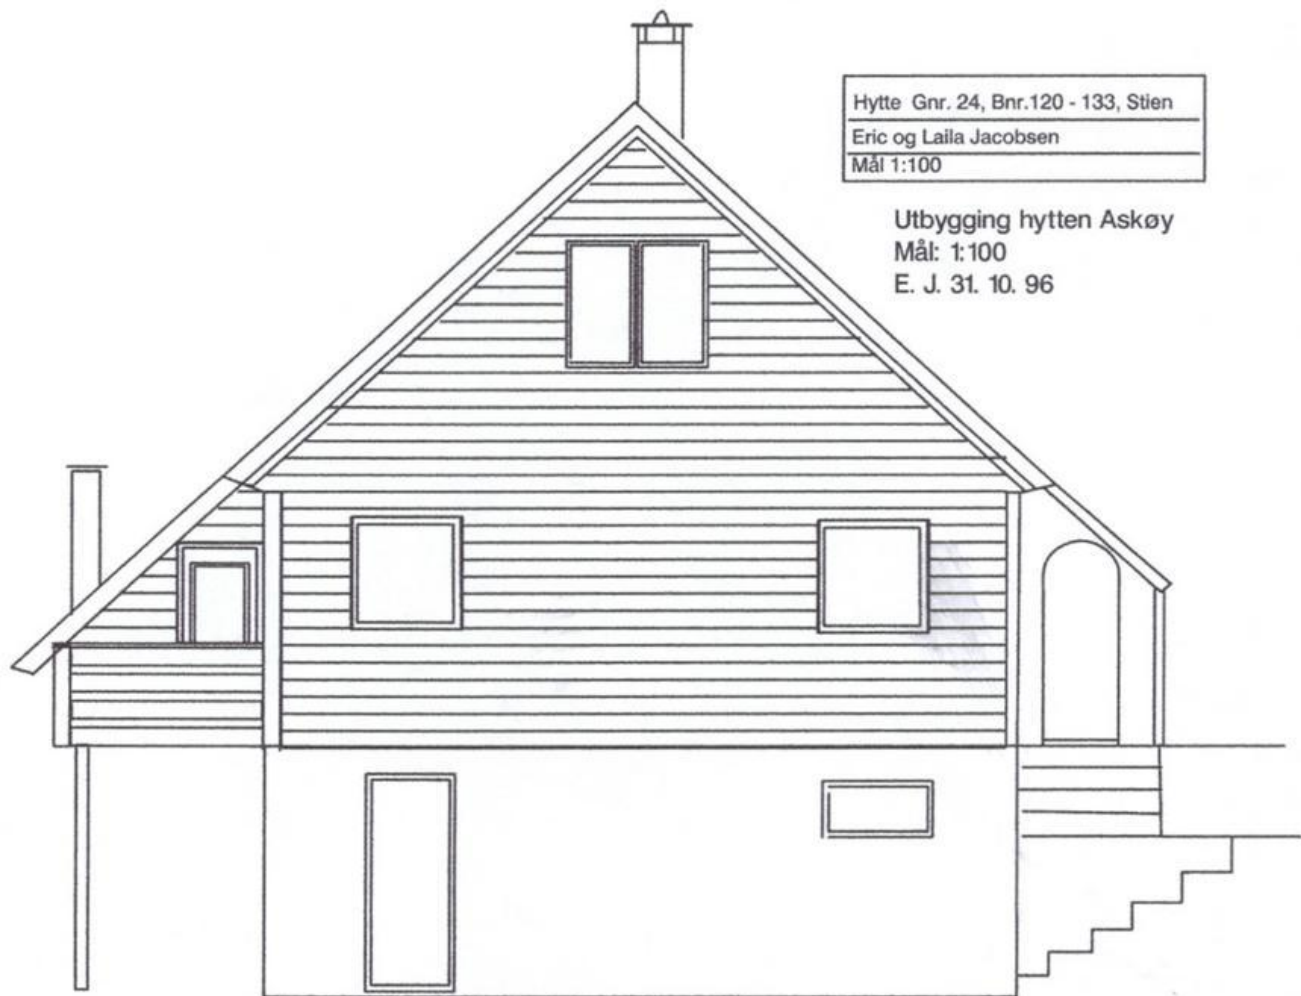 Hytte Gnr. 24, Bnr.120 - 133, Stien
Eric og Laila Jacobsen
Mål 1:100
Utbygging hytten Askøy
Mål: 1:100
E. J. 31. 10. 96